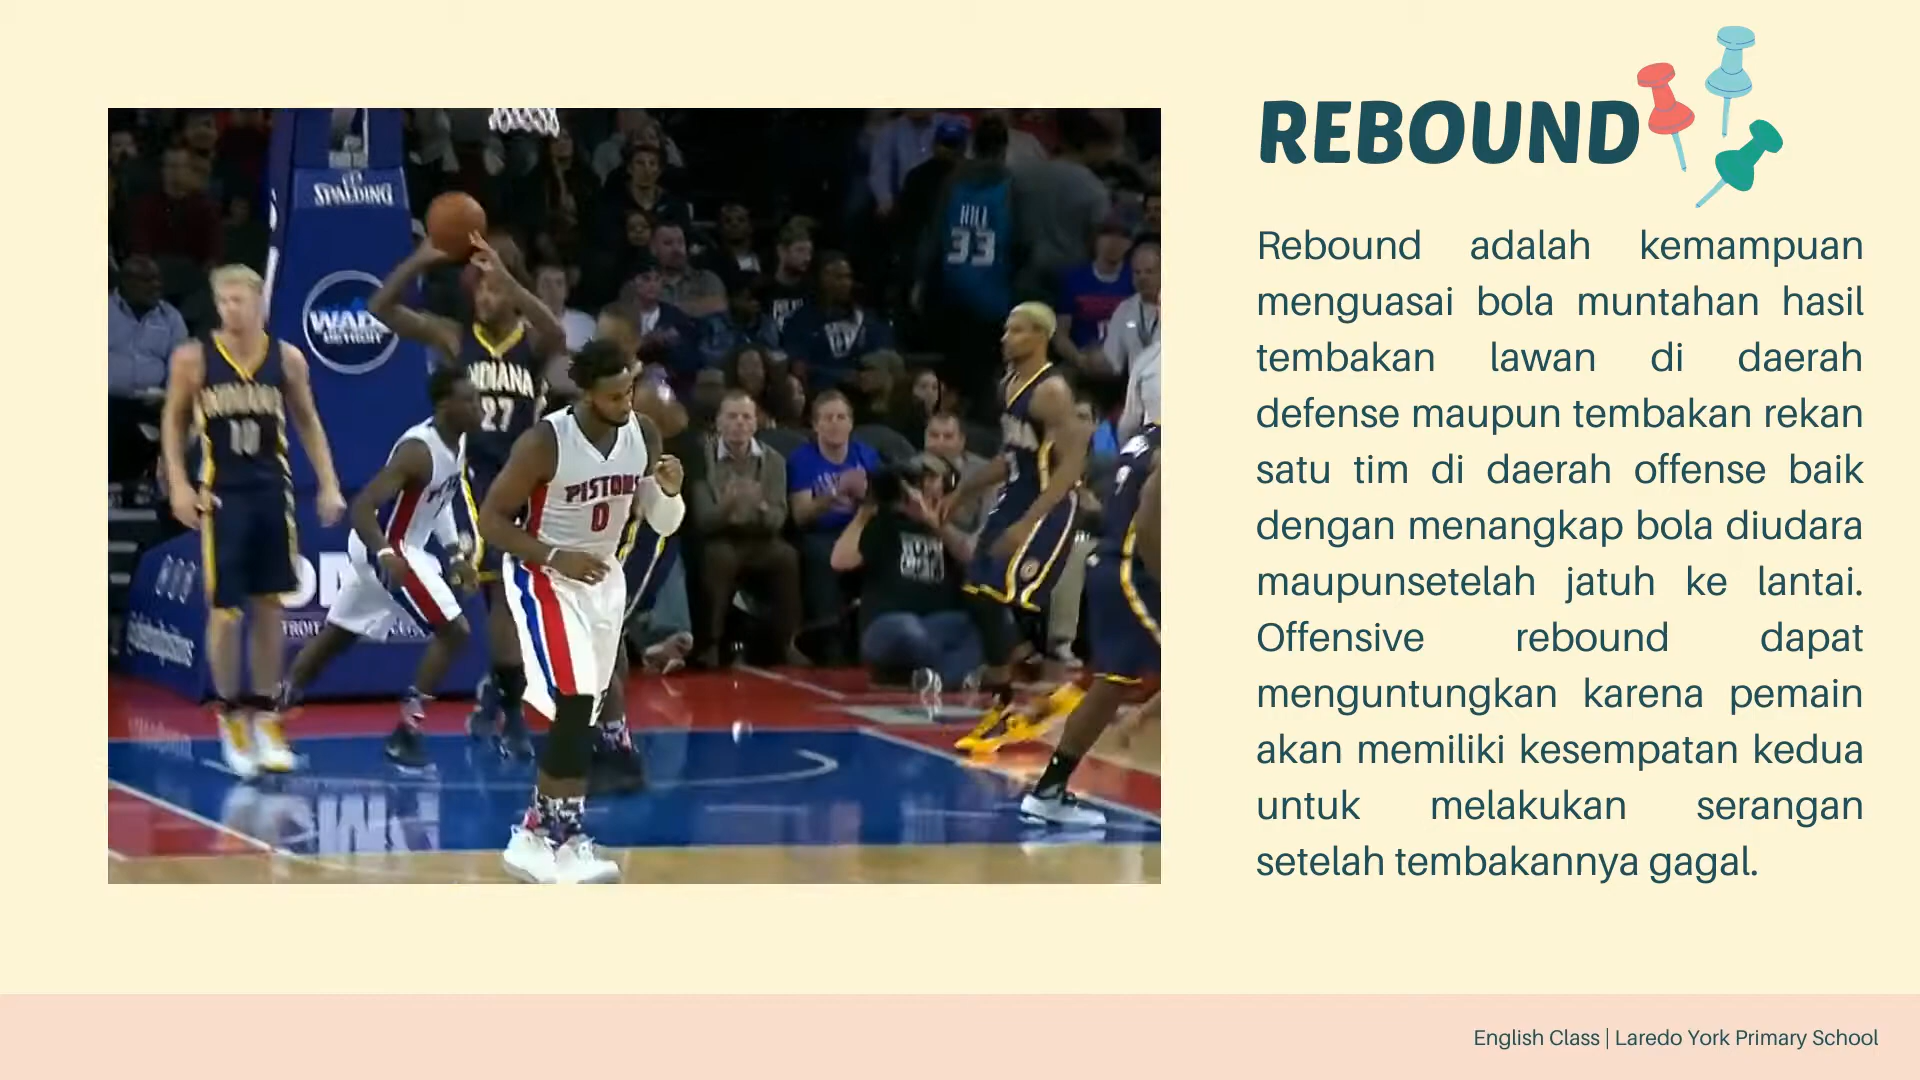 REBOUND
Rebound adalah kemampuan
menguasai bola muntahan hasil
tembakan lawan di daerah
defense maupun tembakan rekan
satu tim di daerah offense baik
dengan menangkap bola diudara
maupunsetelah jatuh ke lantai.
Offensive rebound dapat
menguntungkan karena pemain
akan memiliki kesempatan kedua
untuk melakukan serangan
setelah tembakannya gagal.
SPALDING
HILL
33
INDIANA
27
INDIANA
10
PISTONS
0
9
English Class | Laredo York Primary School